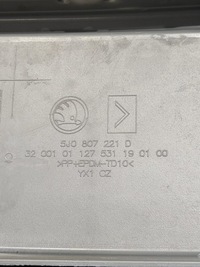 5J0 807 221 D
32 001 01 127 531 19 01 00
>PP+EPDM-TD10<
YX1 CZ